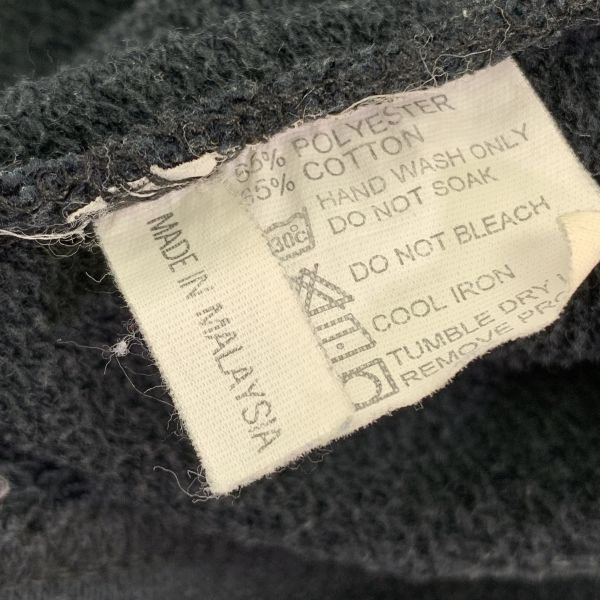 65% POLYESTER
35% COTTON
HAND WASH ONLY
DO NOT SOAK
30°C
DO NOT BLEACH
COOL IRON
TUMBLE DRY
REMOVE
MADE IN MALAYSIA